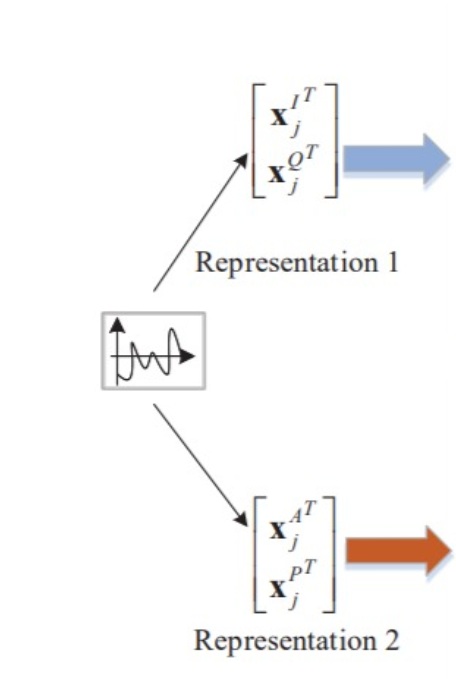 [x_j^{I^T}
x_j^{Q^T}]
Representation 1
[x_j^{A^T}
x_j^{P^T}]
Representation 2